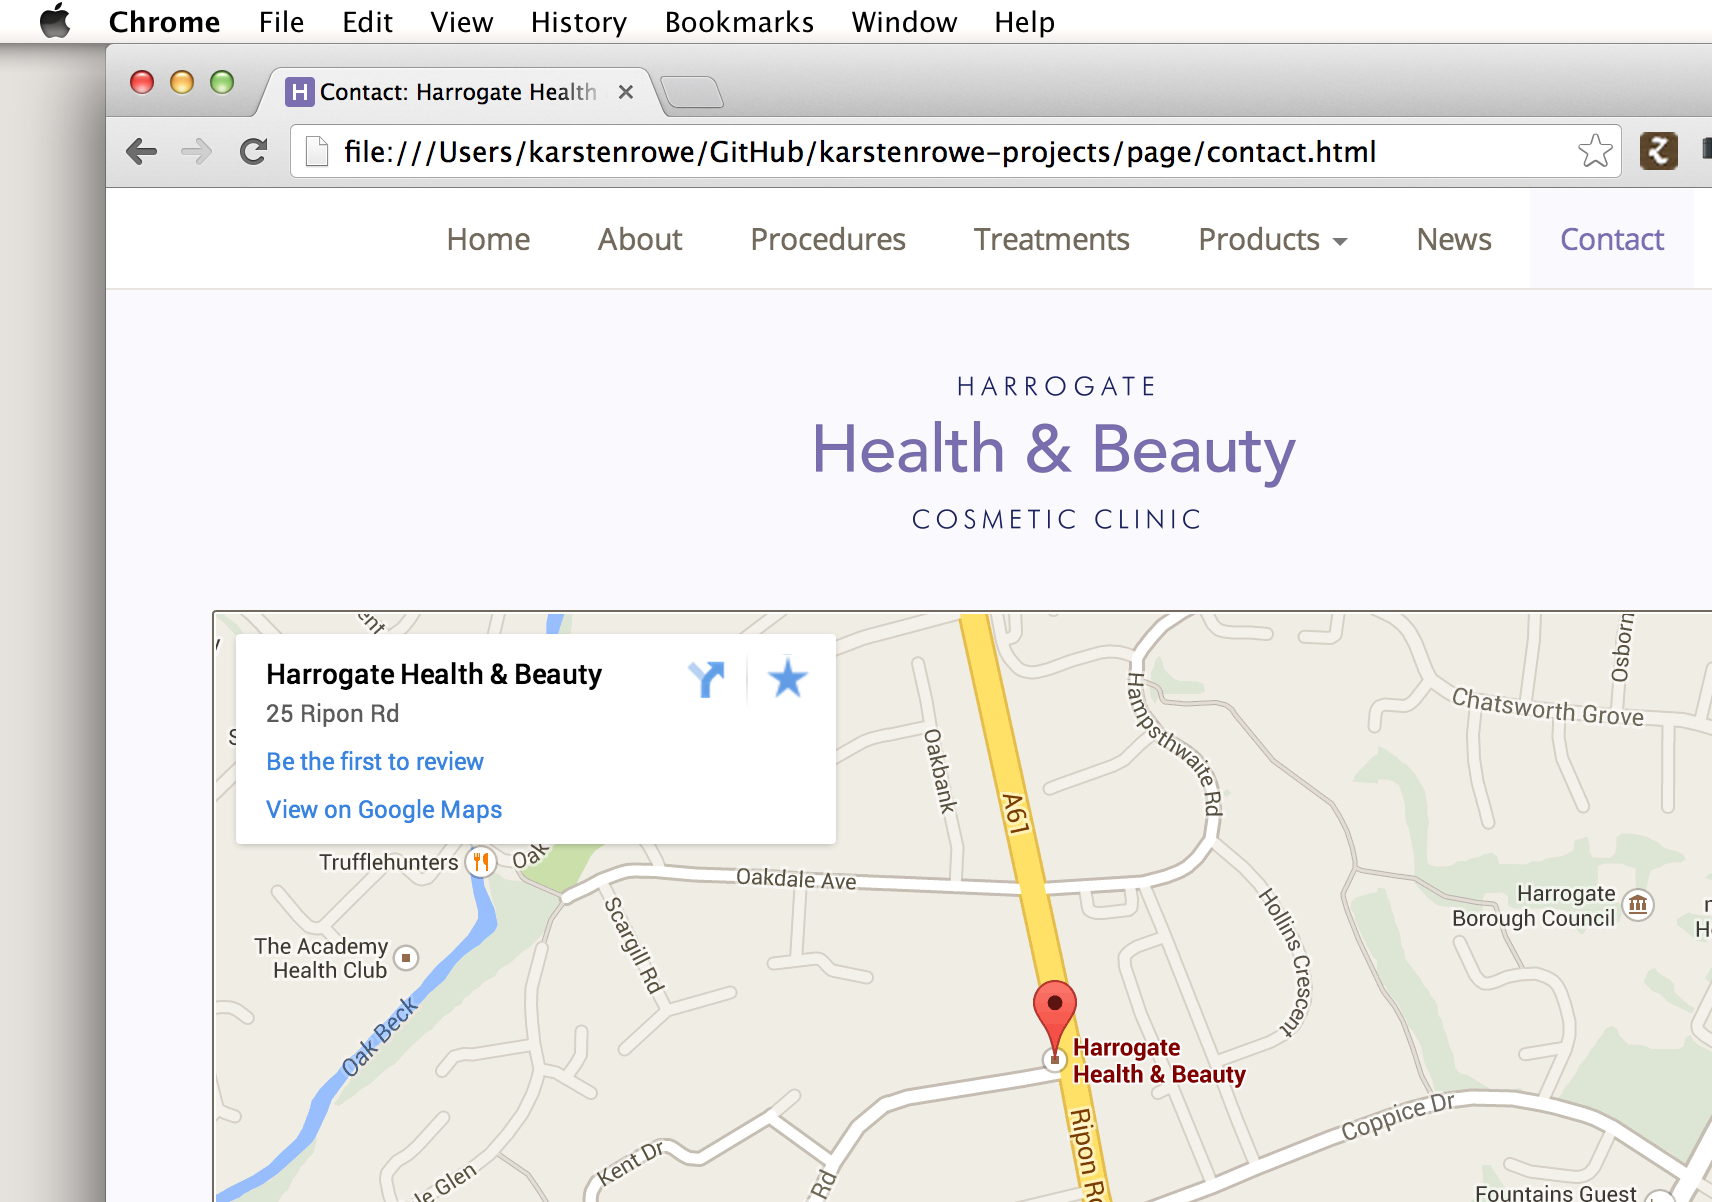 Chrome File Edit View History Bookmarks Window Help
H Contact: Harrogate Health
file:///Users/karstenrowe/GitHub/karstenrowe-projects/page/contact.html
Home About Procedures Treatments Products News Contact
HARROGATE
Health & Beauty
COSMETIC CLINIC
Harrogate Health & Beauty
25 Ripon Rd
Be the first to review
View on Google Maps
Osborn
Hampsthwaite Rd
Chatsworth Grove
Oakbank
A61
Trufflehunters
Oak
Oakdale Ave
Scargill Rd
Hollins Crescent
Harrogate
Borough Council
The Academy
Health Club
Oak Beck
Harrogate
Health & Beauty
Coppice Dr
Ripon Rd
Kent Dr
Glen
Rd
Fountains Guest